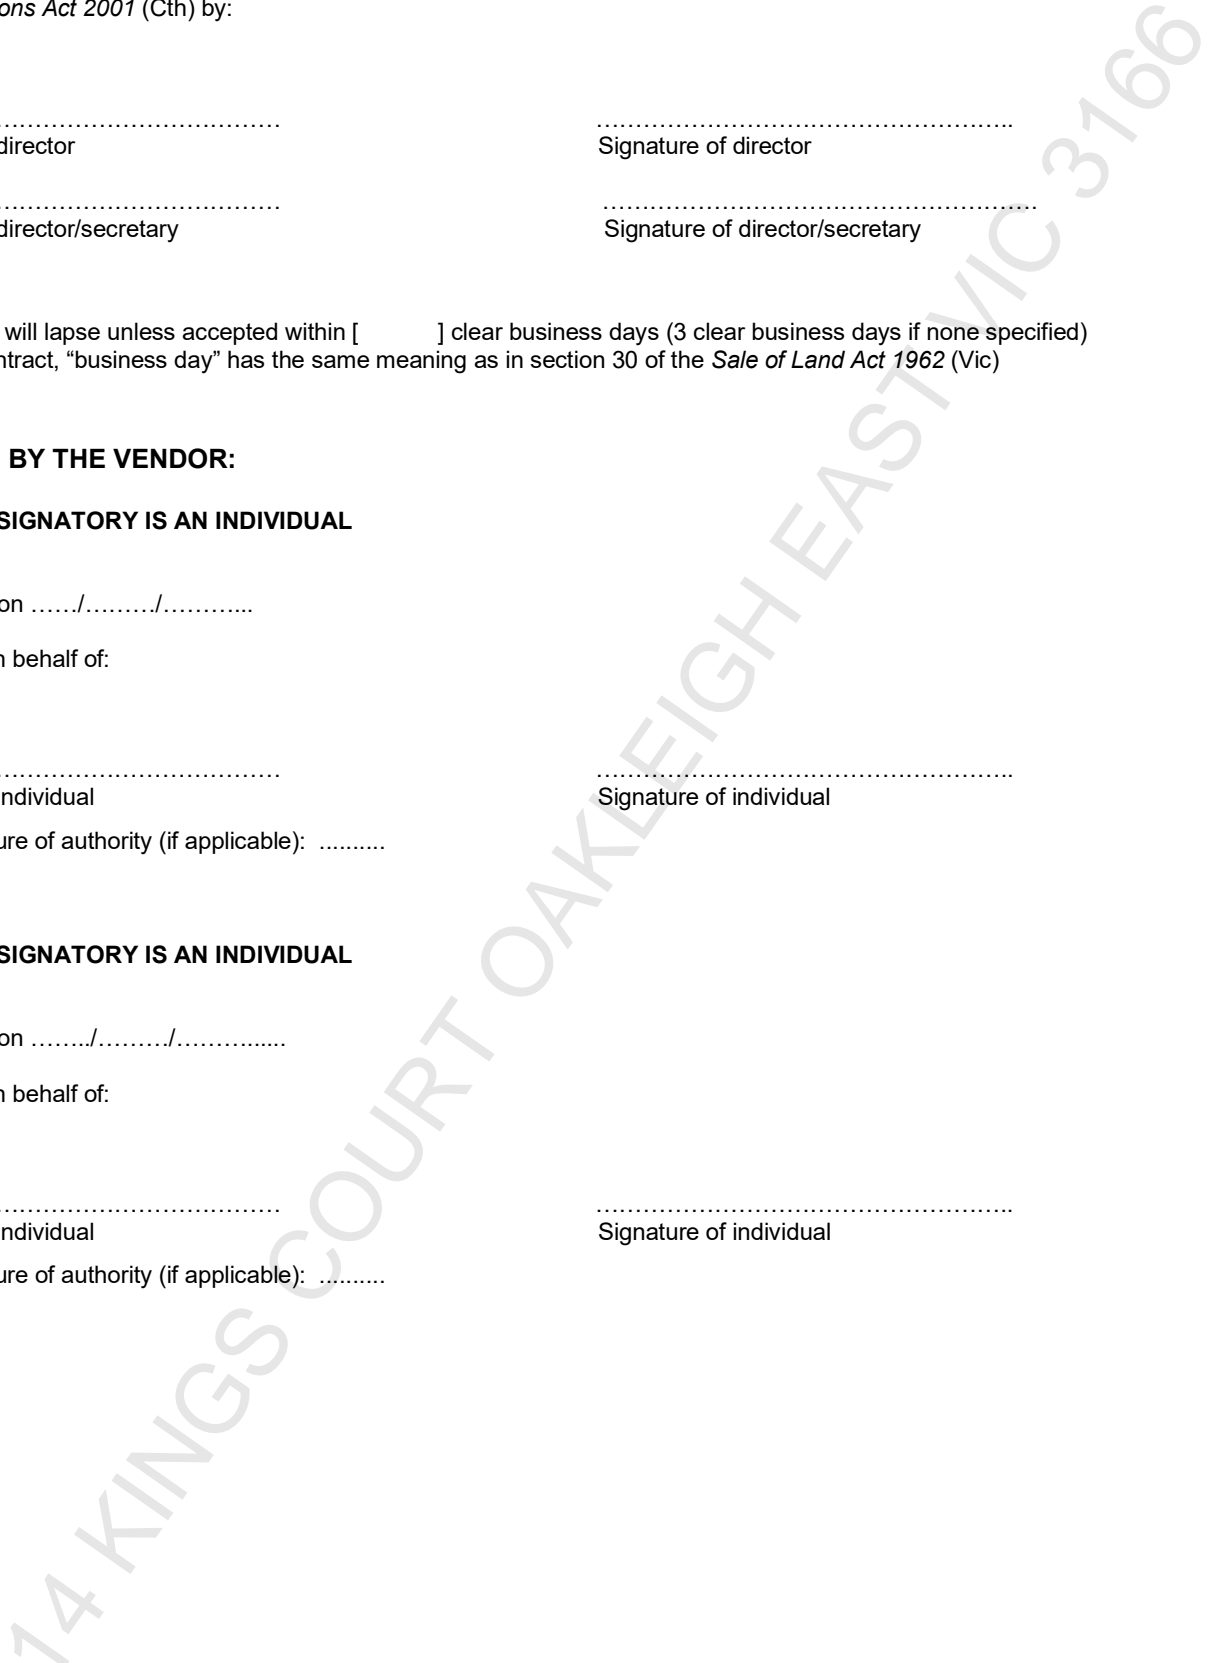 ons Act 2001 (Cth) by:
…………………………………
director
……………………………………………..
Signature of director
…………………………………
director/secretary
……………………………………………….
Signature of director/secretary
will lapse unless accepted within [ ] clear business days (3 clear business days if none specified)
ntract, “business day” has the same meaning as in section 30 of the Sale of Land Act 1962 (Vic)
BY THE VENDOR:
SIGNATORY IS AN INDIVIDUAL
on ……/………/………...
n behalf of:
…………………………………
ndividual
……………………………………………..
Signature of individual
ure of authority (if applicable): ..........
SIGNATORY IS AN INDIVIDUAL
on ……../………/………......
n behalf of:
…………………………………
ndividual
……………………………………………..
Signature of individual
ure of authority (if applicable): ..........
14 KINGS COURT OAKLEIGH EAST VIC 3166